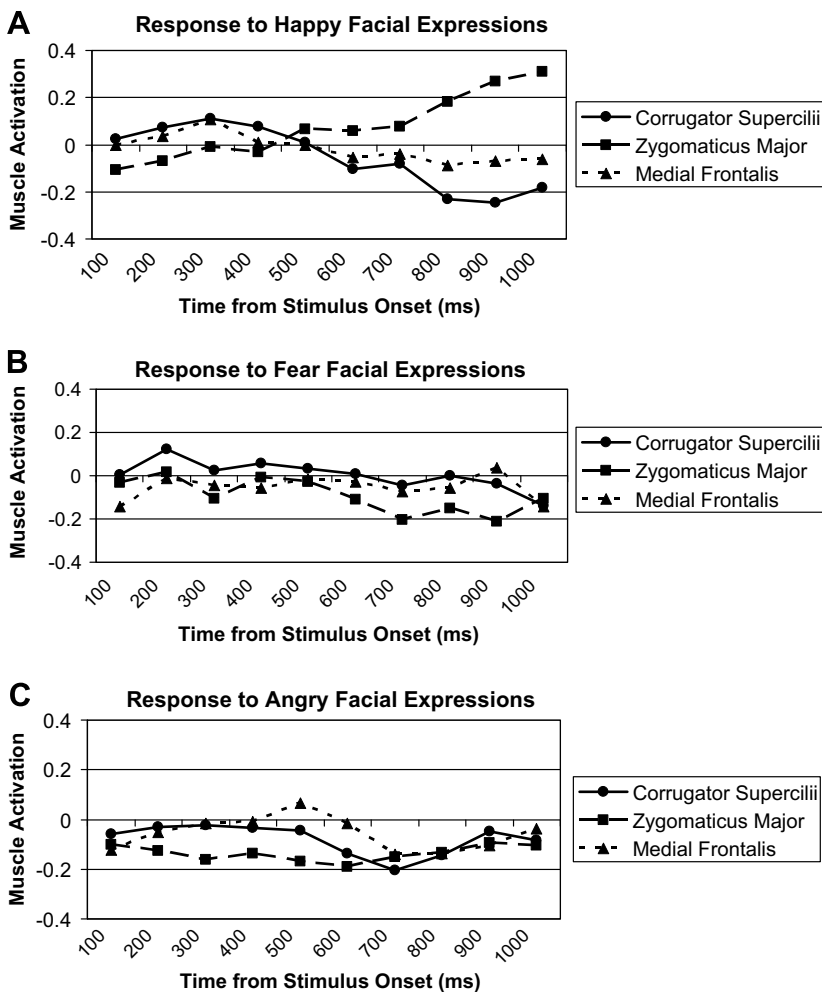 A
Response to Happy Facial Expressions
Muscle Activation
0.4
0.2
0
-0.2
-0.4
100 200 300 400 500 600 700 800 900 1000
Time from Stimulus Onset (ms)
Corrugator Supercilii
Zygomaticus Major
Medial Frontalis
B
Response to Fear Facial Expressions
Muscle Activation
0.4
0.2
0
-0.2
-0.4
100 200 300 400 500 600 700 800 900 1000
Time from Stimulus Onset (ms)
Corrugator Supercilii
Zygomaticus Major
Medial Frontalis
C
Response to Angry Facial Expressions
Muscle Activation
0.4
0.2
0
-0.2
-0.4
100 200 300 400 500 600 700 800 900 1000
Time from Stimulus Onset (ms)
Corrugator Supercilii
Zygomaticus Major
Medial Frontalis